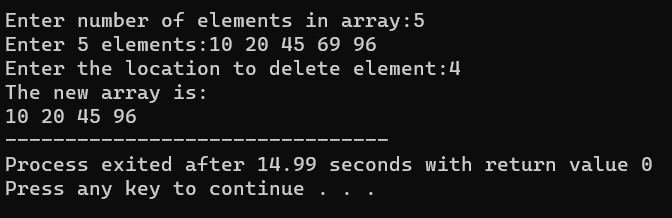 Enter number of elements in array:5
Enter 5 elements:10 20 45 69 96
Enter the location to delete element:4
The new array is:
10 20 45 96
--------------------------------
Process exited after 14.99 seconds with return value 0
Press any key to continue . . .